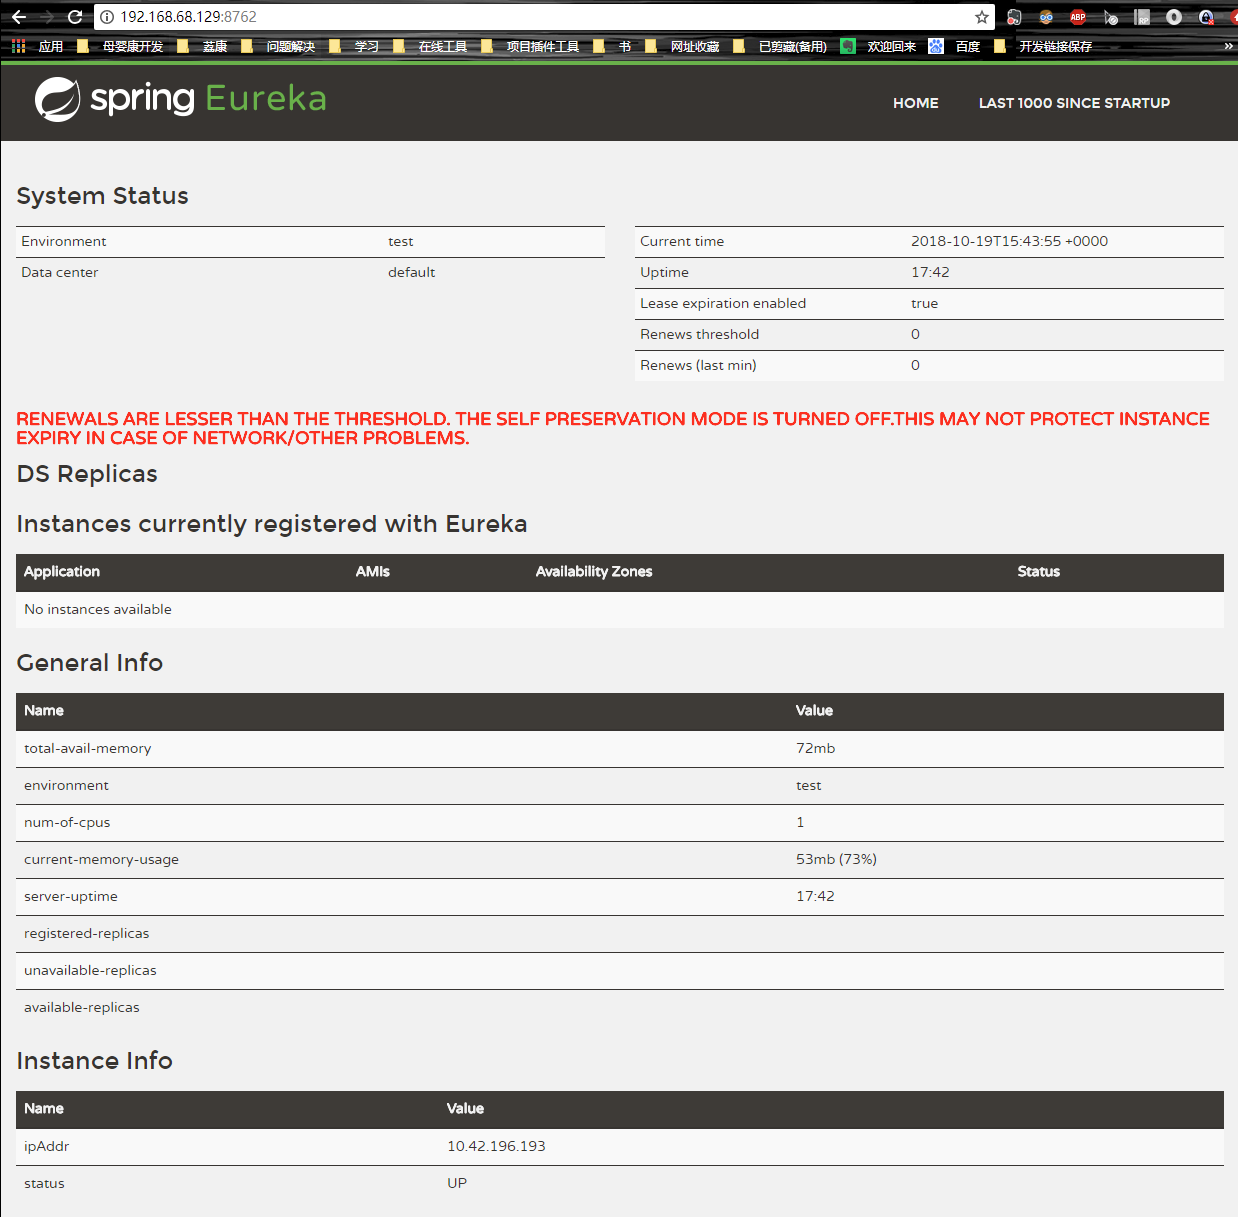 192.168.68.129:8762
ABP
RP
应用 母婴康开发 荔康 问题解决 学习 在线工具 项目插件工具 书 网址收藏 已剪藏(备用) 欢迎回来 百度 开发链接保存 »
spring Eureka
HOME LAST 1000 SINCE STARTUP
System Status
Environment test
Data center default
Current time 2018-10-19T15:43:55 +0000
Uptime 17:42
Lease expiration enabled true
Renews threshold 0
Renews (last min) 0
RENEWALS ARE LESSER THAN THE THRESHOLD. THE SELF PRESERVATION MODE IS TURNED OFF.THIS MAY NOT PROTECT INSTANCE
EXPIRY IN CASE OF NETWORK/OTHER PROBLEMS.
DS Replicas
Instances currently registered with Eureka
Application AMIs Availability Zones Status
No instances available
General Info
Name Value
total-avail-memory 72mb
environment test
num-of-cpus 1
current-memory-usage 53mb (73%)
server-uptime 17:42
registered-replicas
unavailable-replicas
available-replicas
Instance Info
Name Value
ipAddr 10.42.196.193
status UP